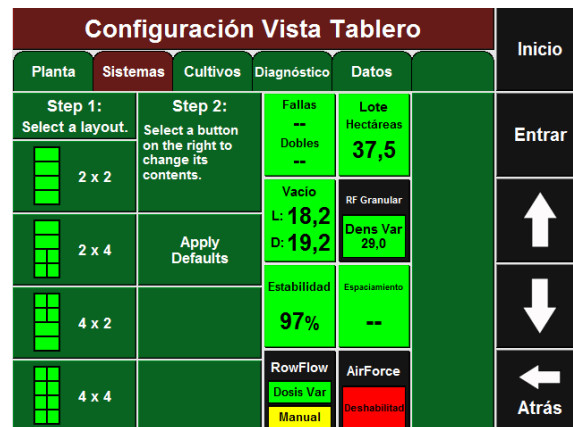 Configuración Vista Tablero
Inicio
Planta
Sistemas
Cultivos
Diagnóstico
Datos
Step 1:
Select a layout.
2 x 2
2 x 4
4 x 2
4 x 4
Step 2:
Select a button
on the right to
change its
contents.
Apply
Defaults
Fallas
--
Dobles
--
Lote
Hectáreas
37,5
Vacío
L: 18,2
D: 19,2
RF Granular
Dens Var
29,0
Estabilidad
97%
Espaciamiento
--
RowFlow
Dosis Var
Manual
AirForce
Deshabilitad
Entrar
Atrás